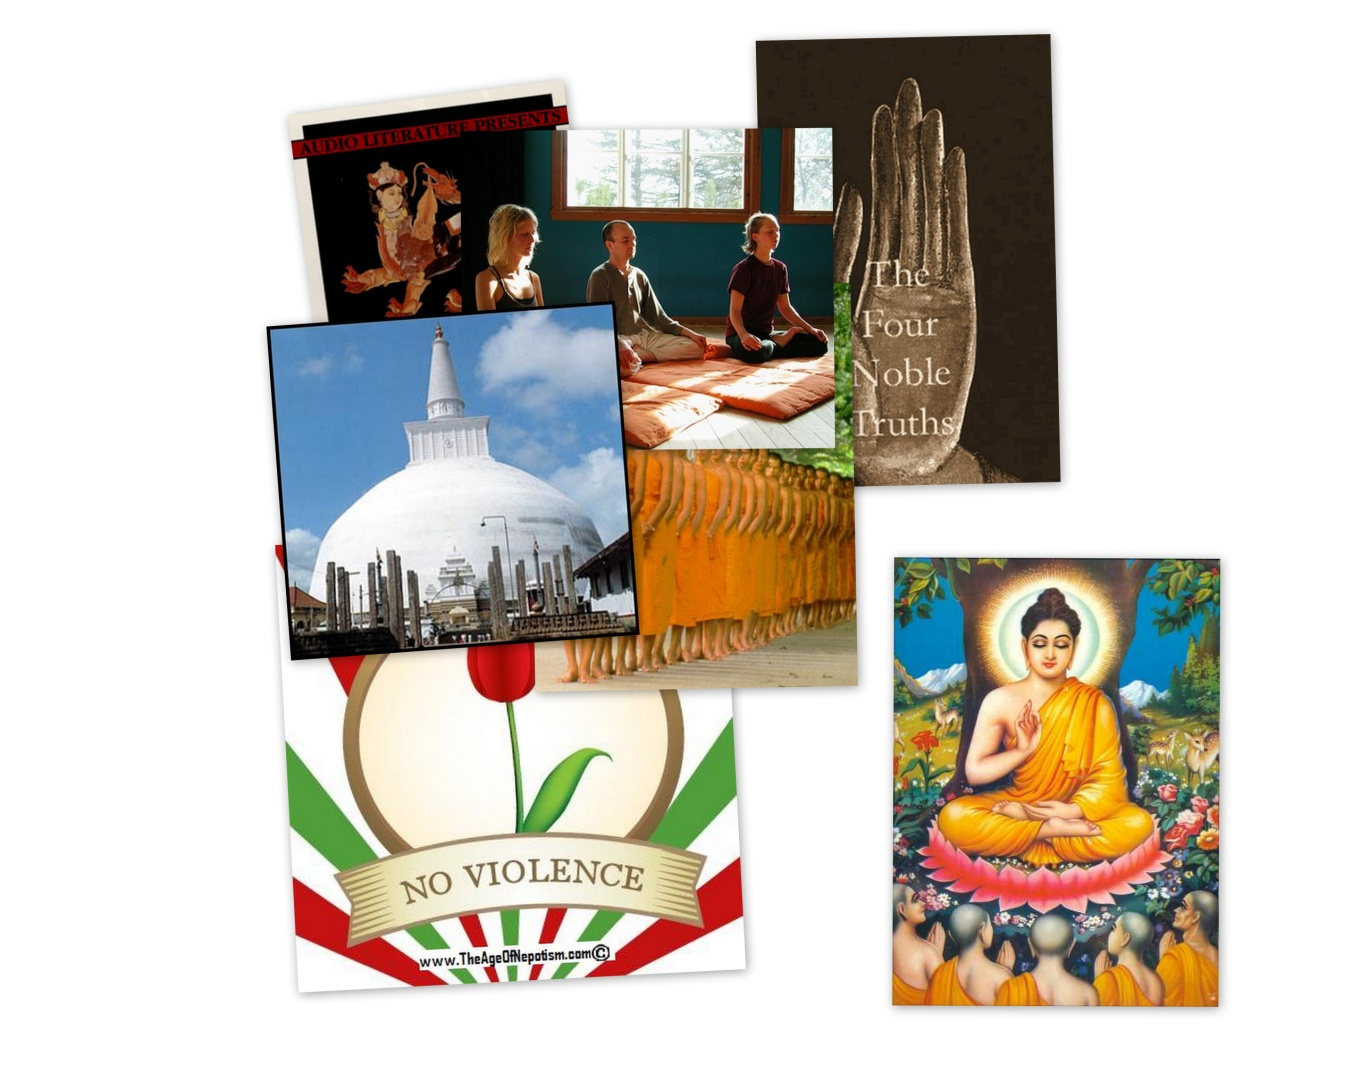 AUDIO LITERATURE PRESENTS
The
Four
Noble
Truths
NO VIOLENCE
www.TheAgeOfNepotism.com©